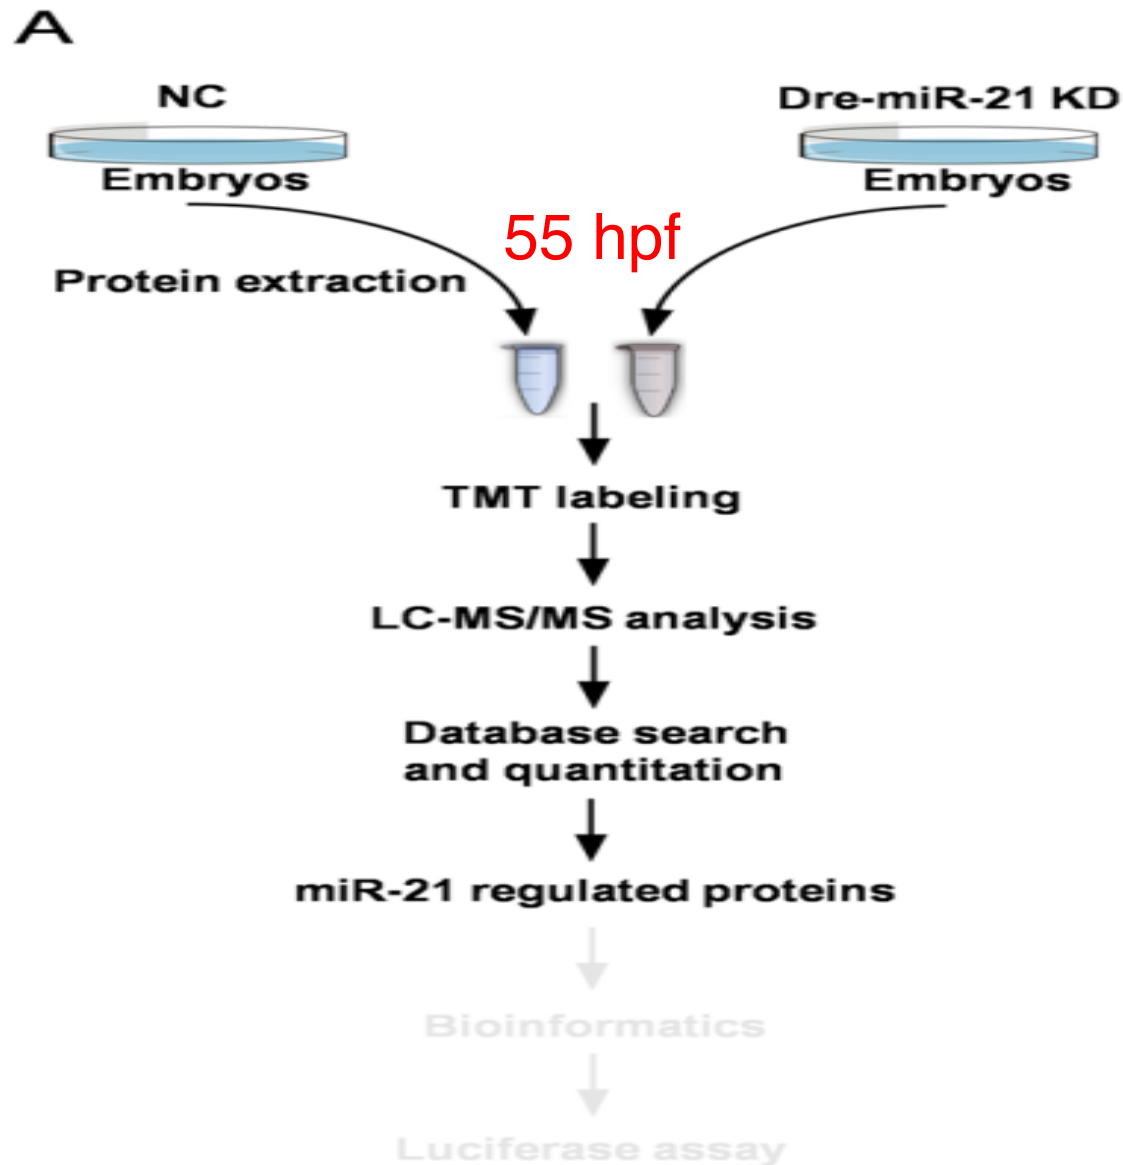 A
NC
Dre-miR-21 KD
Embryos
Embryos
55 hpf
Protein extraction
TMT labeling
LC-MS/MS analysis
Database search
and quantitation
miR-21 regulated proteins
Bioinformatics
Luciferase assay